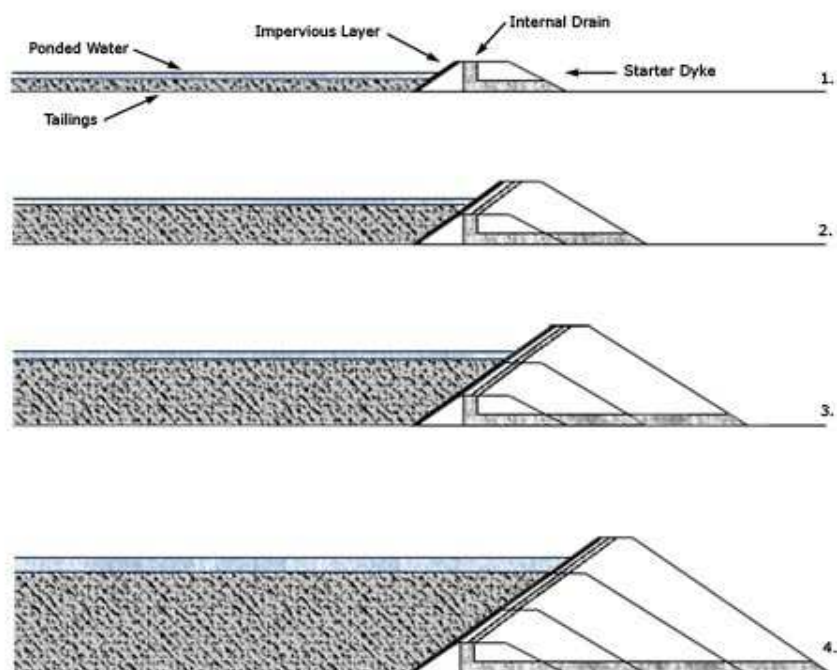 Internal Drain
Impervious Layer
Ponded Water
Starter Dyke
1.
Tailings
2.
3.
4.